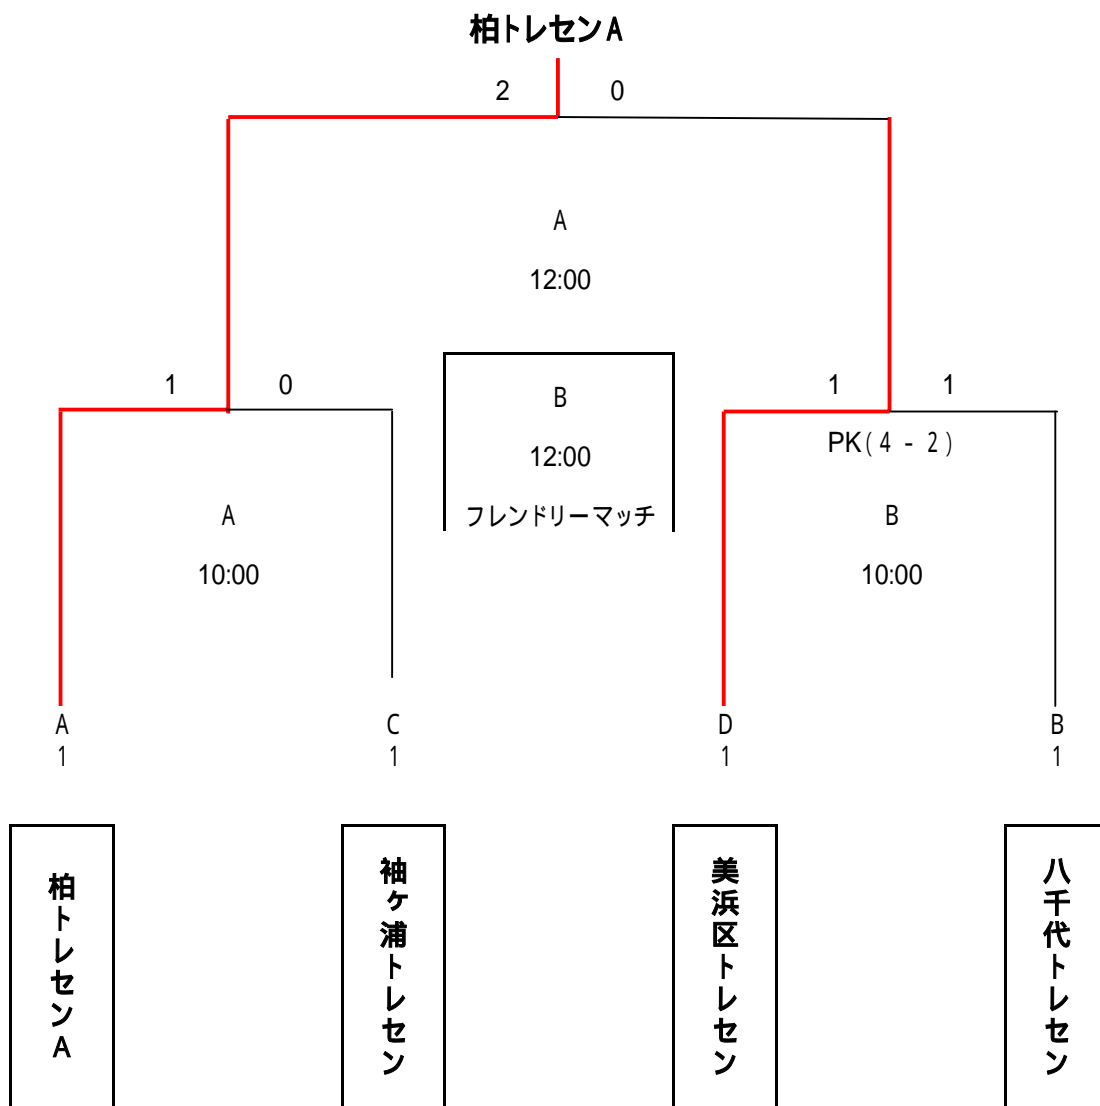 柏トレセンA
2 0
A
12:00
1 0
B
12:00
フレンドリーマッチ
1 1
PK(4 - 2)
A
10:00
B
10:00
A
1
C
1
D
1
B
1
柏トレセンA
袖ヶ浦トレセン
美浜区トレセン
八千代トレセン